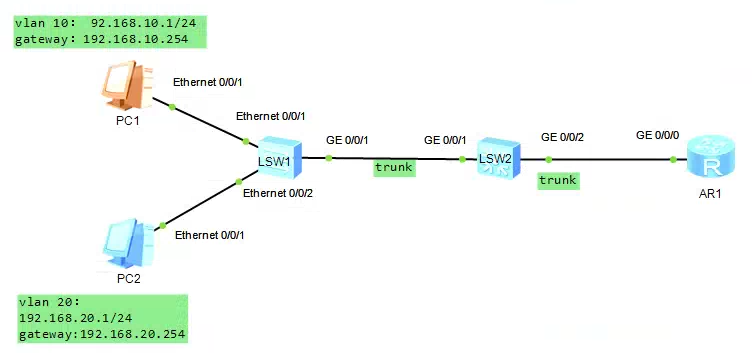 vlan 10： 92.168.10.1/24
gateway: 192.168.10.254
Ethernet 0/0/1
PC1
Ethernet 0/0/1
GE 0/0/1
GE 0/0/1
GE 0/0/2
GE 0/0/0
LSW1
LSW2
R
trunk
trunk
AR1
Ethernet 0/0/2
Ethernet 0/0/1
PC2
vlan 20：
192.168.20.1/24
gateway:192.168.20.254